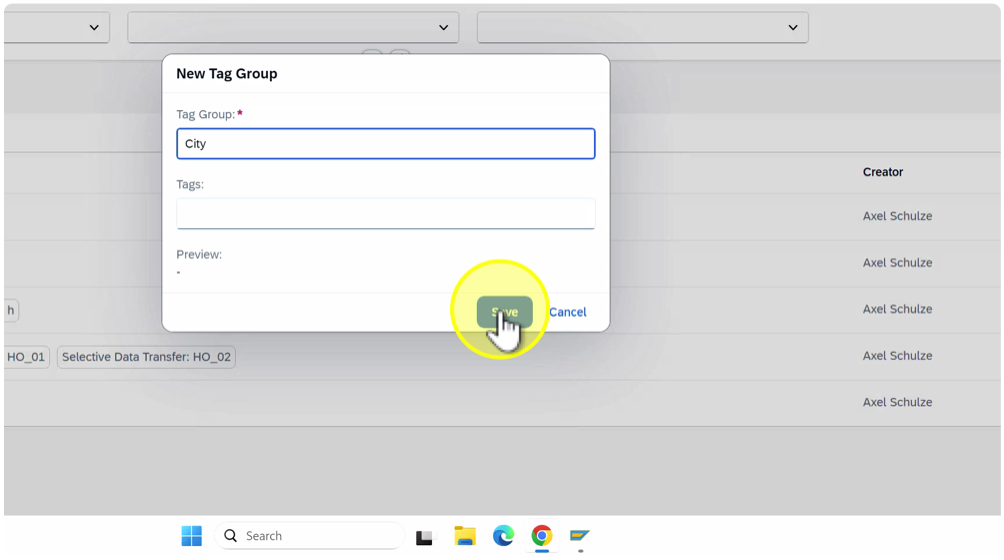 New Tag Group
Tag Group:*
City
Tags:
Preview:
-
Save
Cancel
Creator
Axel Schulze
Axel Schulze
h
Axel Schulze
HO_01
Selective Data Transfer: HO_02
Axel Schulze
Axel Schulze
Search